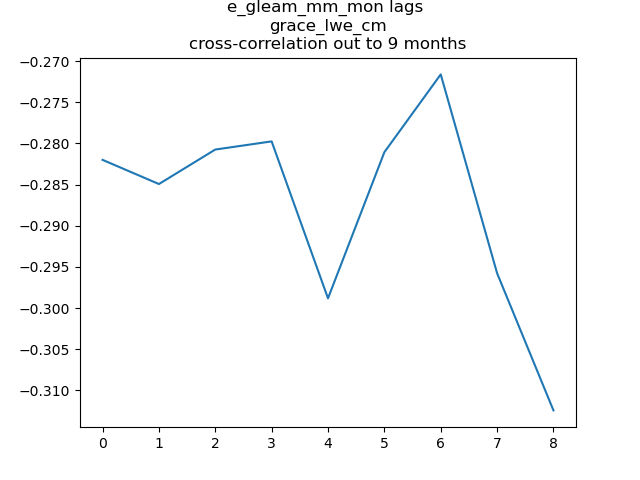 e_gleam_mm_mon lags
grace_lwe_cm
cross-correlation out to 9 months
−0.270
−0.275
−0.280
−0.285
−0.290
−0.295
−0.300
−0.305
−0.310
0 1 2 3 4 5 6 7 8